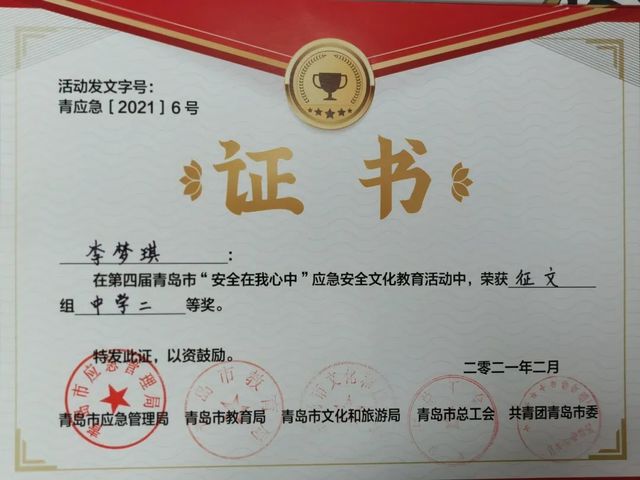 活动发文字号：
青应急［2021］6号
证书
李梦琪：
在第四届青岛市“安全在我心中”应急安全文化教育活动中，荣获征文
组中学二等奖。
特发此证，以资鼓励。
二〇二一年二月
青岛市应急管理局 青岛市教育局 青岛市文化和旅游局 青岛市总工会 共青团青岛市委
青岛市应急管理局